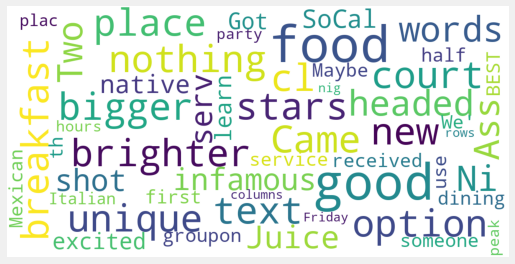 plac place Got SoCal words
Two nothing party food half
breakfast native serv learn cl Maybe court
bigger stars headed Ass BEST
hours th brighter Came new We
Mexican shot infamous service received use rows
Italian first nig good Ni
unique text columns option dining
excited groupon Juice Friday someone peak